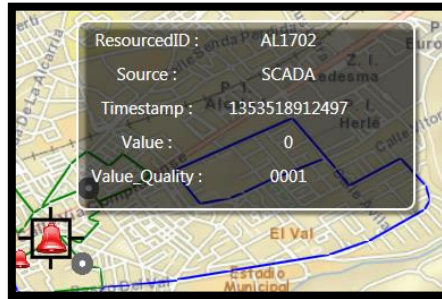 ResourcedID : AL1702
Source : SCADA
Timestamp : 1353518912497
Value : 0
Value_Quality : 0001
El Val
Estadio
Municipal